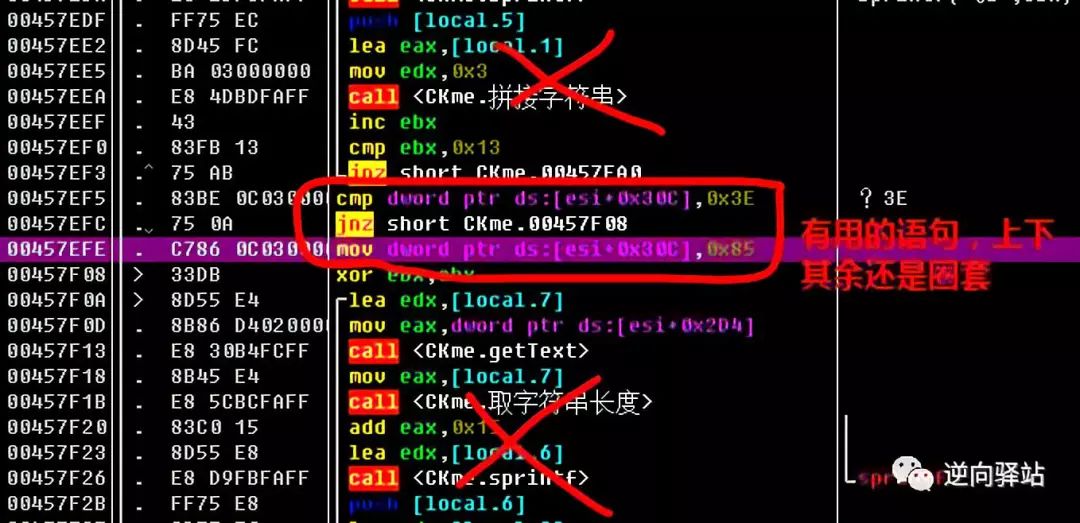 00457EDF . FF75 EC push [local.5]
00457EE2 . 8D45 FC lea eax,[local.1]
00457EE5 . BA 03000000 mov edx,0x3
00457EEA . E8 4DBDFAFF call <CKme.拼接字符串>
00457EEF . 43 inc ebx
00457EF0 . 83FB 13 cmp ebx,0x13
00457EF3 .^ 75 AB jnz short CKme.00457EA0
00457EF5 . 83BE 0C03000 cmp dword ptr ds:[esi+0x30C],0x3E ? 3E
00457EFC .⌄ 75 0A jnz short CKme.00457F08
00457EFE . C786 0C03000 mov dword ptr ds:[esi+0x30C],0x85
有用的语句，上下
其余还是圈套
00457F08 > 33DB xor ebx,ebx
00457F0A > 8D55 E4 lea edx,[local.7]
00457F0D . 8B86 D4020000 mov eax,dword ptr ds:[esi+0x2D4]
00457F13 . E8 30B4FCFF call <CKme.getText>
00457F18 . 8B45 E4 mov eax,[local.7]
00457F1B . E8 5CBCFAFF call <CKme.取字符串长度>
00457F20 . 83C0 15 add eax,0x15
00457F23 . 8D55 E8 lea edx,[local.6]
00457F26 . E8 D9FBFAFF call <CKme.sprintf> sprintf
00457F2B . FF75 E8 push [local.6]
逆向驿站